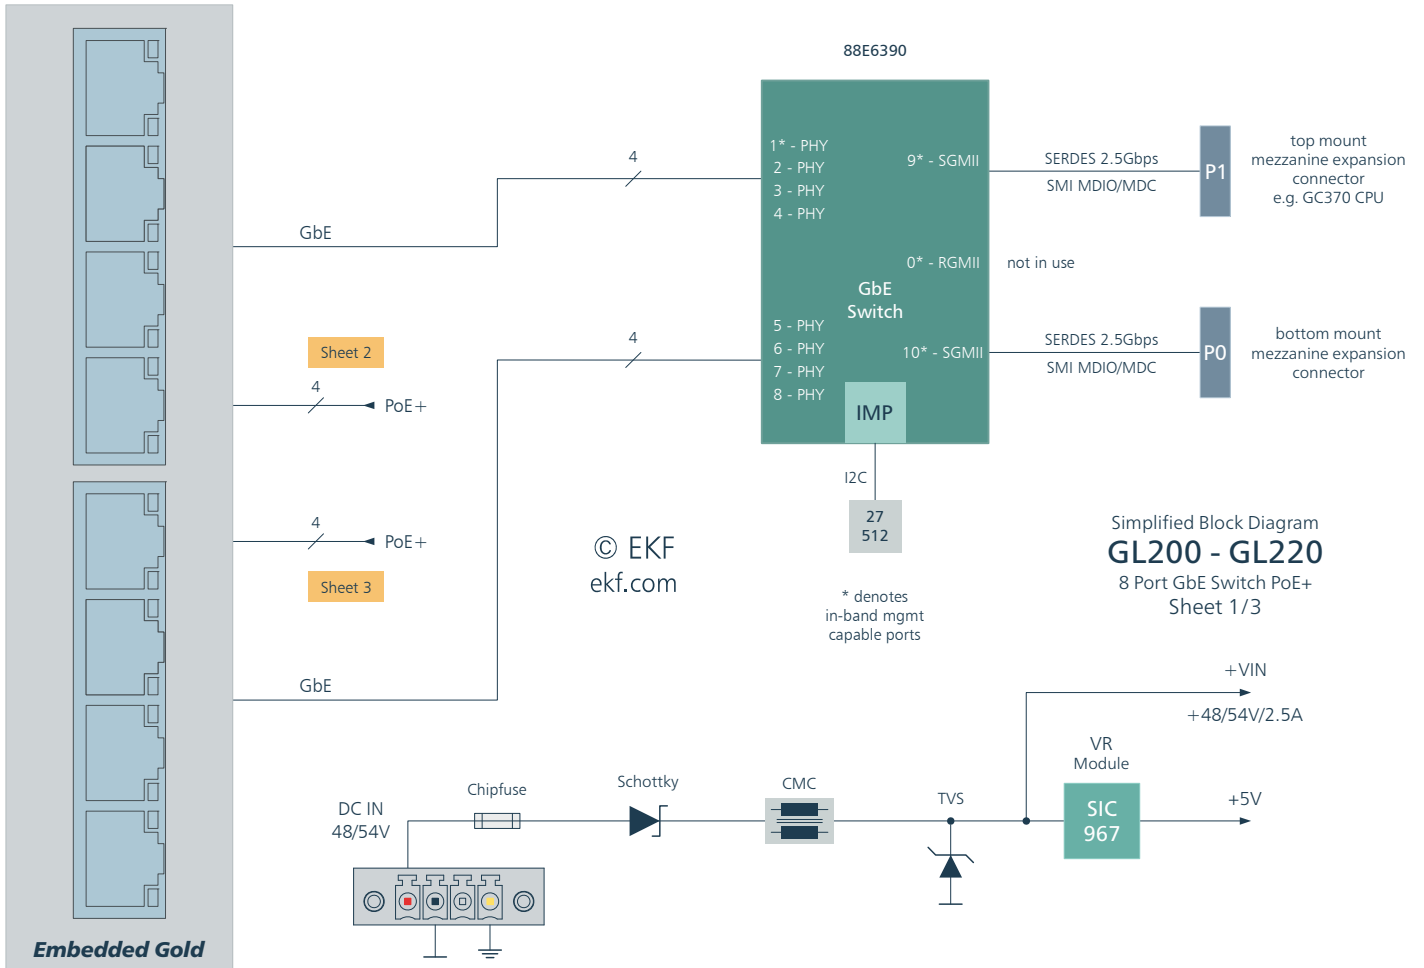 88E6390
1* - PHY
2 - PHY
3 - PHY
4 - PHY
9* - SGMII
0* - RGMII
GbE
Switch
5 - PHY
6 - PHY
7 - PHY
8 - PHY
10* - SGMII
IMP
4
GbE
4
SERDES 2.5Gbps
SMI MDIO/MDC
P1
top mount
mezzanine expansion
connector
e.g. GC370 CPU
not in use
SERDES 2.5Gbps
SMI MDIO/MDC
P0
bottom mount
mezzanine expansion
connector
Sheet 2
4
PoE+
4
PoE+
Sheet 3
GbE
I2C
27
512
© EKF
ekf.com
* denotes
in-band mgmt
capable ports
Simplified Block Diagram
GL200 - GL220
8 Port GbE Switch PoE+
Sheet 1/3
+VIN
+48/54V/2.5A
VR
Module
SIC
967
+5V
DC IN
48/54V
Chipfuse
Schottky
CMC
TVS
Embedded Gold